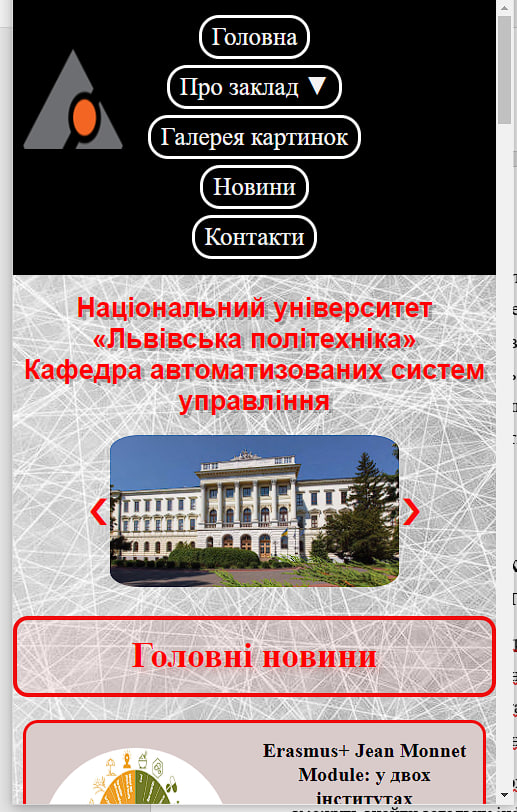 Головна
Про заклад ▼
Галерея картинок
Новини
Контакти
Національний університет
«Львівська політехніка»
Кафедра автоматизованих систем
управління
❮ ❯
Головні новини
Erasmus+ Jean Monnet
Module: у двох
інститутах